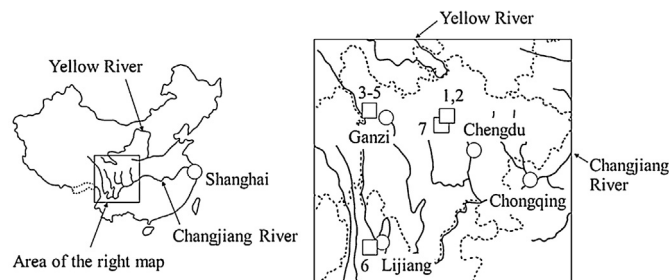 Yellow River
Shanghai
Changjiang River
Area of the right map
Yellow River
3-5
1,2
Ganzi
7
Chengdu
Changjiang
River
Chongqing
6
Lijiang